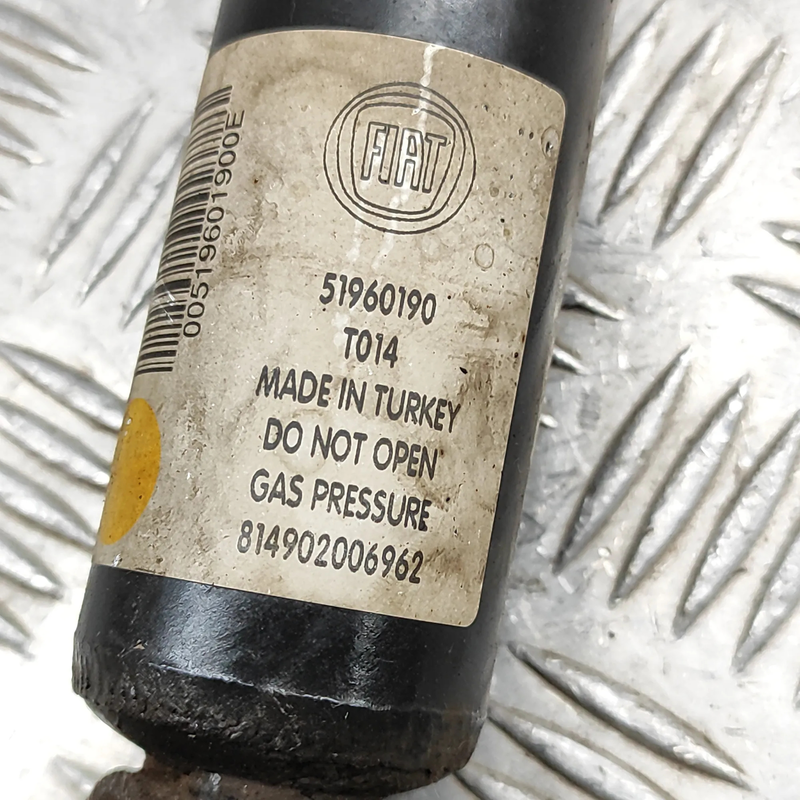 FIAT
51960190
T014
MADE IN TURKEY
DO NOT OPEN
GAS PRESSURE
814902006962
00519601900E